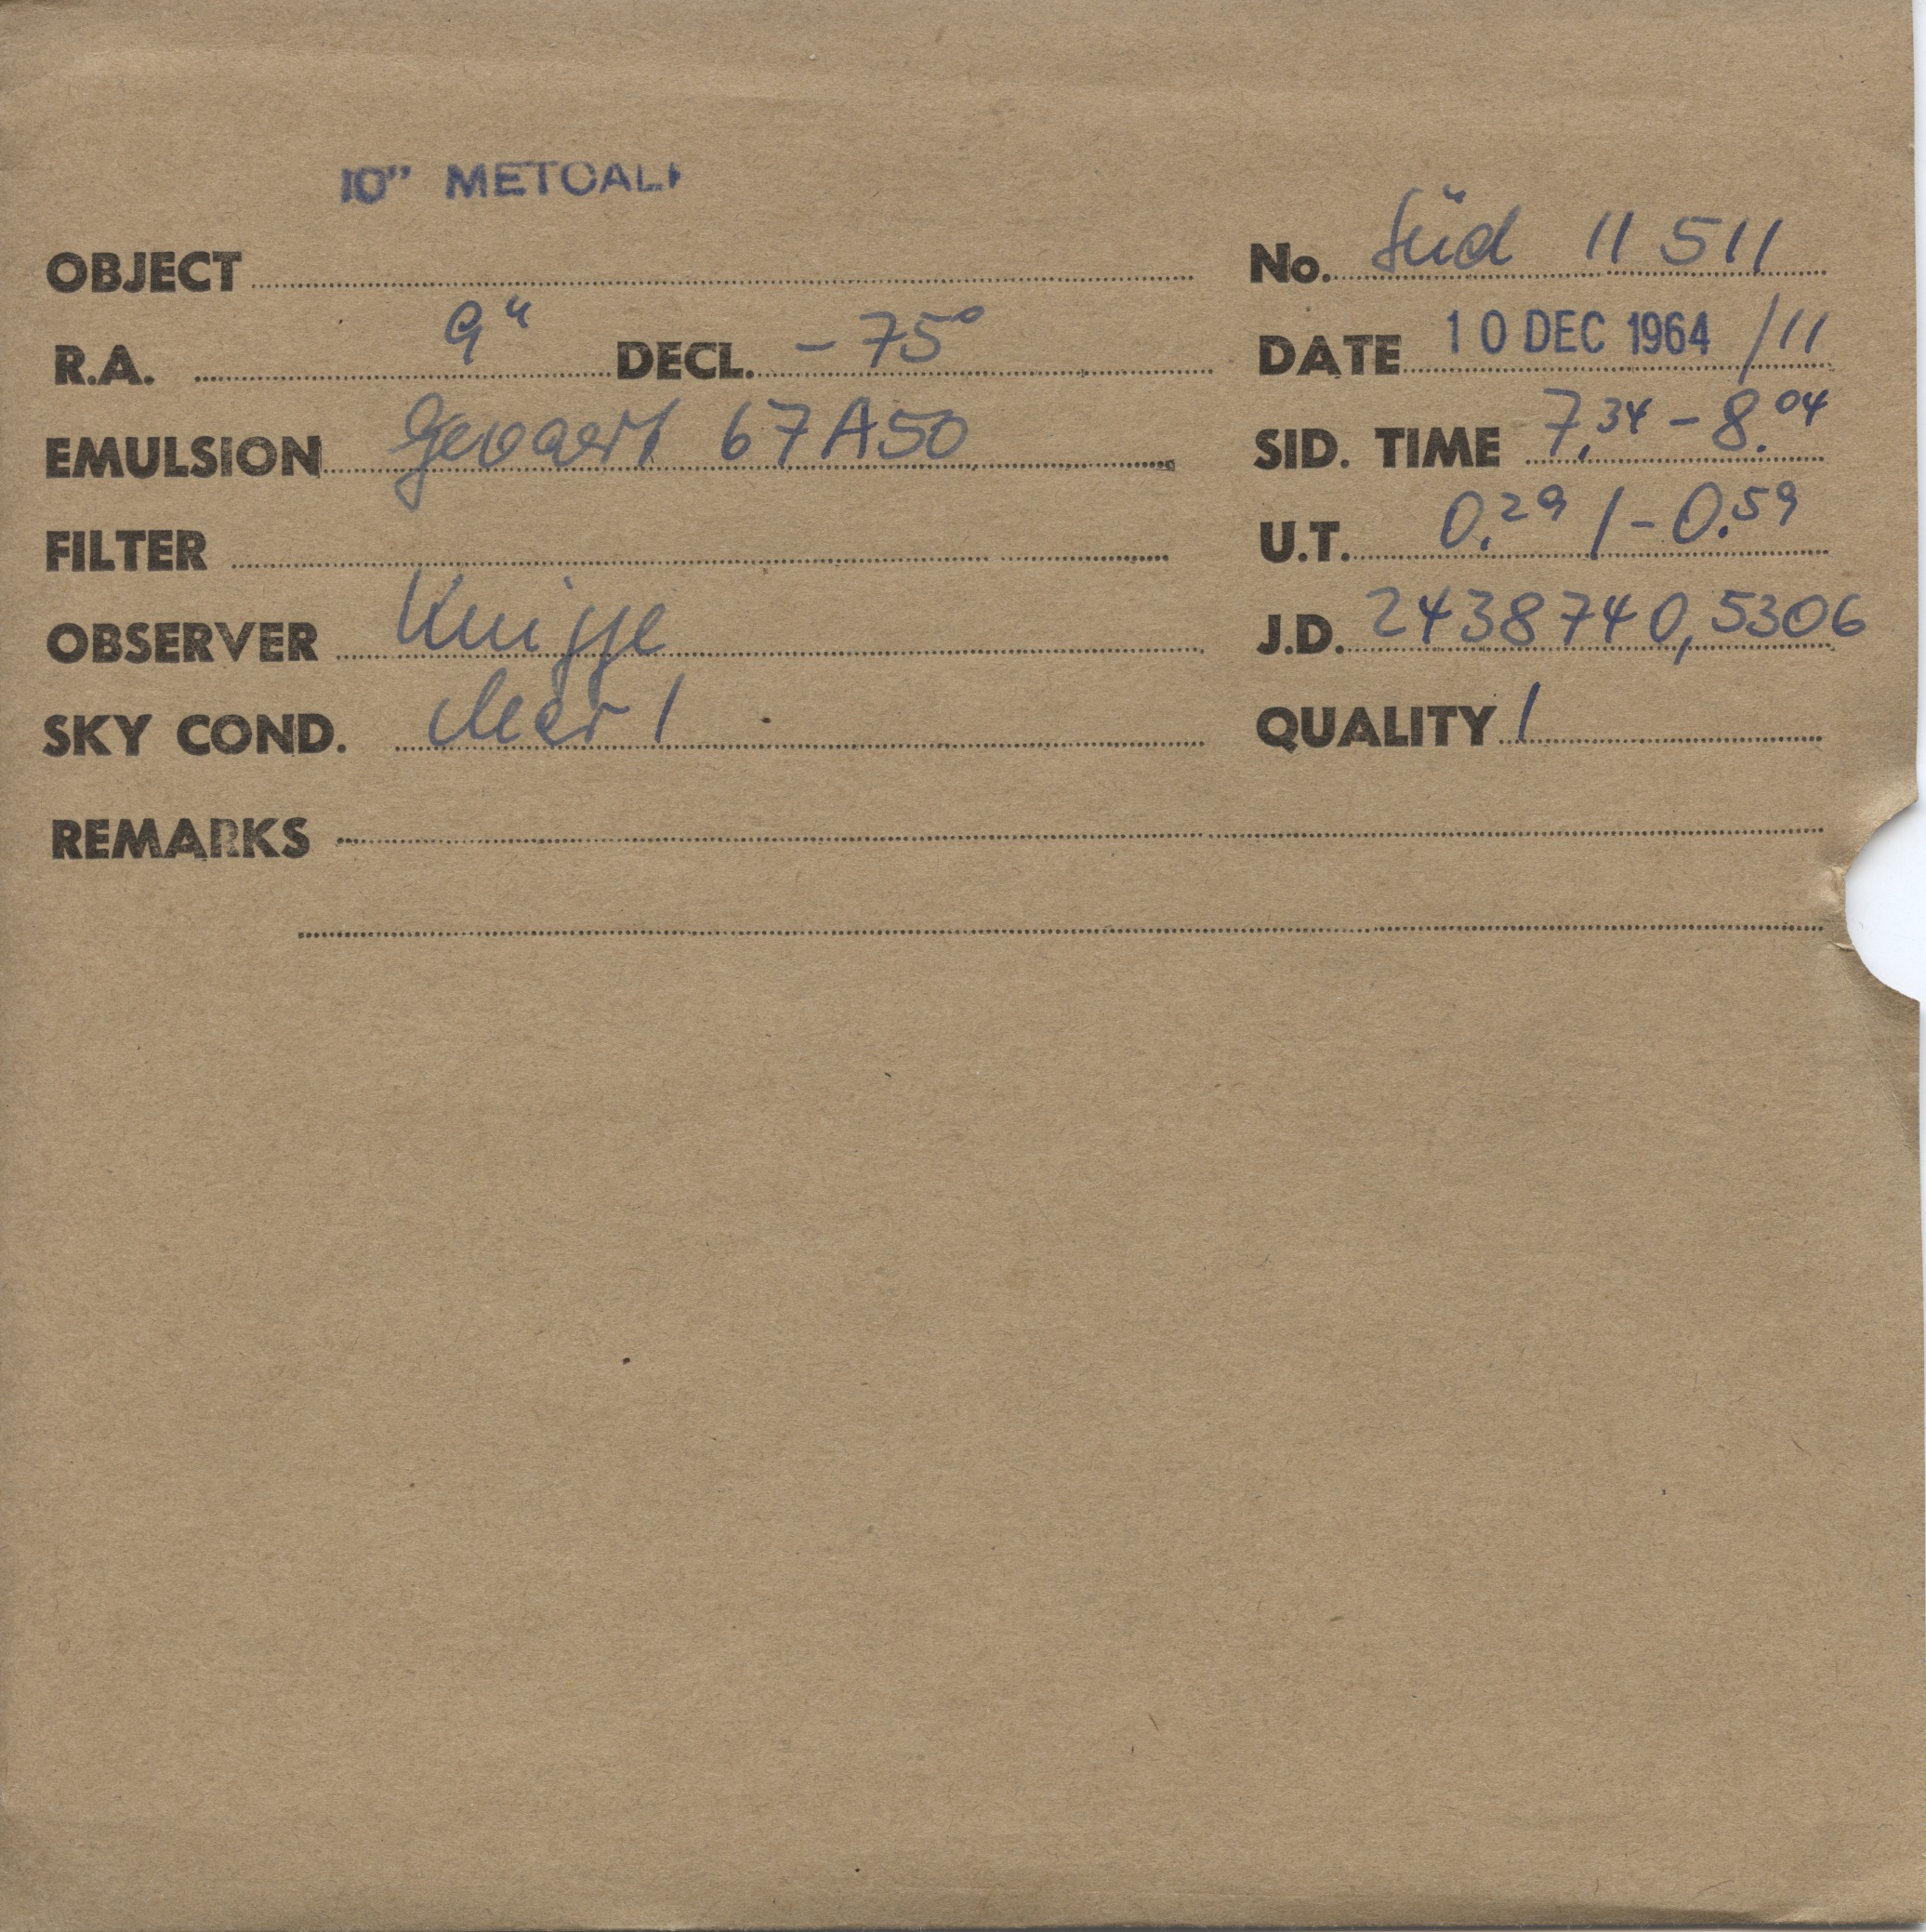 10" METCALF
OBJECT
No. Süd 11 511
R.A. 9ʰ DECL. -75°
DATE 10 DEC 1964 /11
EMULSION Gevaert 67A50
SID. TIME 7.34 - 8.04
FILTER
U.T. 0.29 / - 0.59
OBSERVER Knigge
J.D. 2438740,5306
SKY COND. clear 1
QUALITY 1
REMARKS